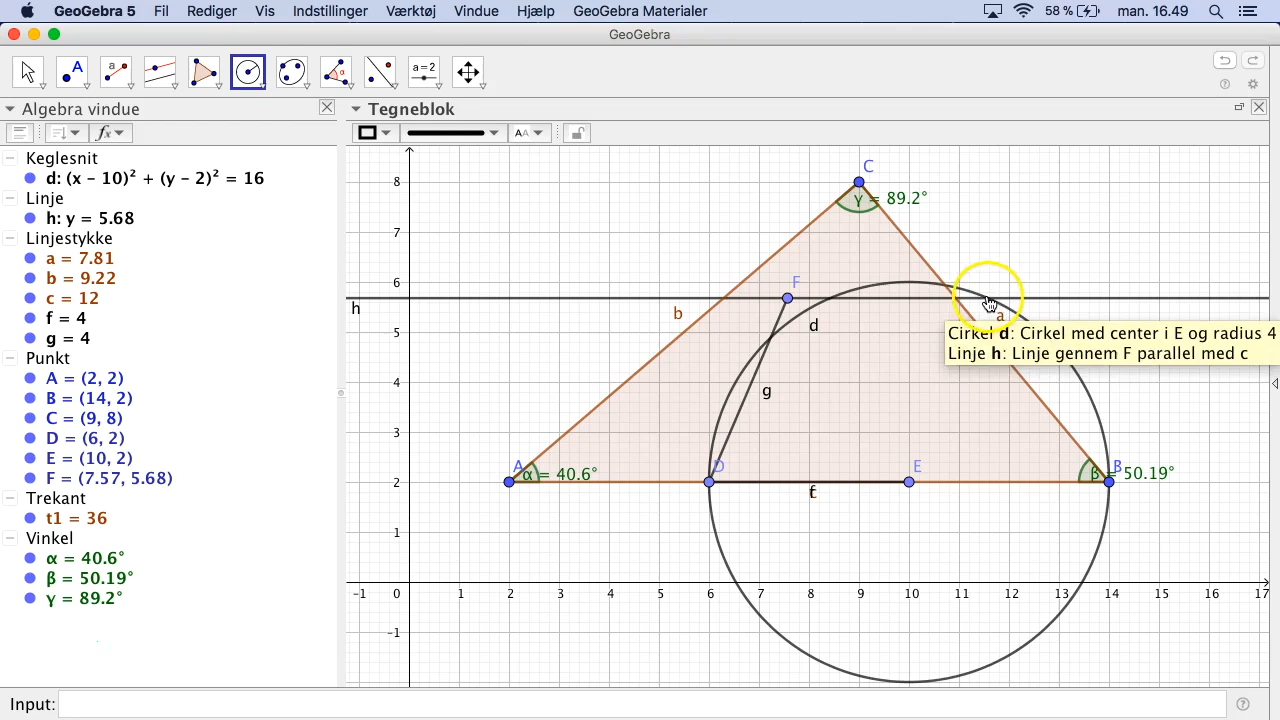 GeoGebra 5 Fil Rediger Vis Indstillinger Værktøj Vindue Hjælp GeoGebra Materialer 58 % man. 16.49
GeoGebra
A a α a=2
Algebra vindue
Tegneblok
fx AA
Keglesnit
d: (x – 10)² + (y – 2)² = 16
Linje
h: y = 5.68
Linjestykke
a = 7.81
b = 9.22
c = 12
f = 4
g = 4
Punkt
A = (2, 2)
B = (14, 2)
C = (9, 8)
D = (6, 2)
E = (10, 2)
F = (7.57, 5.68)
Trekant
t1 = 36
Vinkel
α = 40.6°
β = 50.19°
γ = 89.2°
C
8
γ = 89.2°
7
6
F
h
b
d
a
5
Cirkel d: Cirkel med center i E og radius 4
Linje h: Linje gennem F parallel med c
4
g
3
A
α = 40.6°
D
E
B
β = 50.19°
2
f
1
–1 0 1 2 3 4 5 6 7 8 9 10 11 12 13 14 15 16 17
–1
Input: